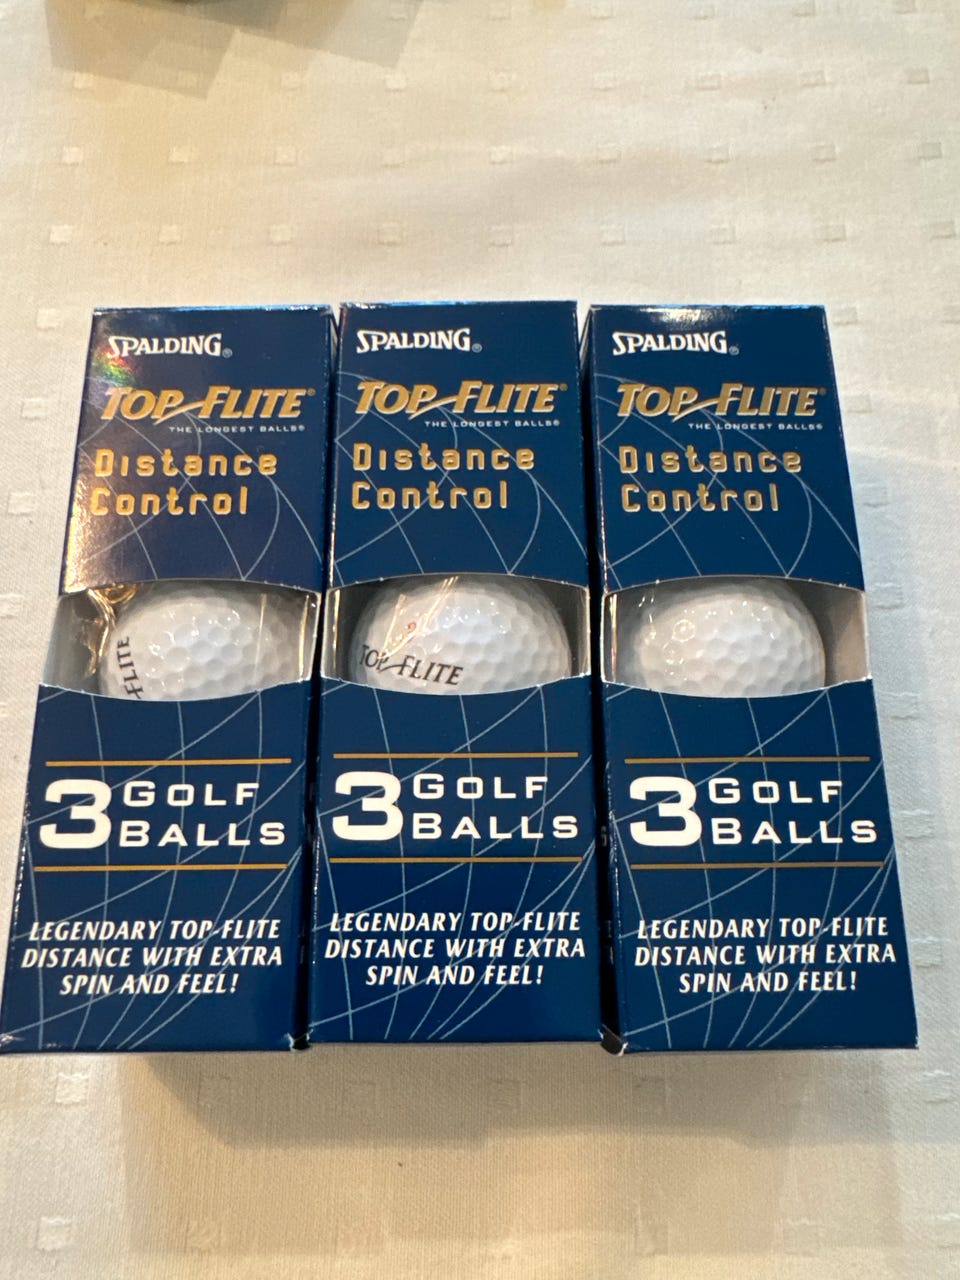 SPALDING®
TOP-FLITE®
THE LONGEST BALLS®
Distance
Control
FLITE
3 GOLF
BALLS
LEGENDARY TOP-FLITE
DISTANCE WITH EXTRA
SPIN AND FEEL!
SPALDING®
TOP-FLITE®
THE LONGEST BALLS®
Distance
Control
TOP-FLITE
3 GOLF
BALLS
LEGENDARY TOP-FLITE
DISTANCE WITH EXTRA
SPIN AND FEEL!
SPALDING®
TOP-FLITE®
THE LONGEST BALLS®
Distance
Control
3 GOLF
BALLS
LEGENDARY TOP-FLITE
DISTANCE WITH EXTRA
SPIN AND FEEL!